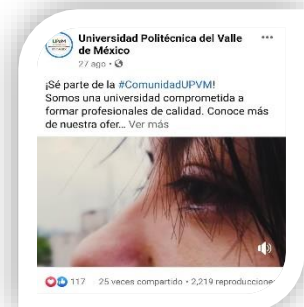 UPVM
Universidad Politécnica del Valle
de México
27 ago •
¡Sé parte de la #ComunidadUPVM!
Somos una universidad comprometida a
formar profesionales de calidad. Conoce más
de nuestra ofer... Ver más
117 25 veces compartido • 2,219 reproducciones